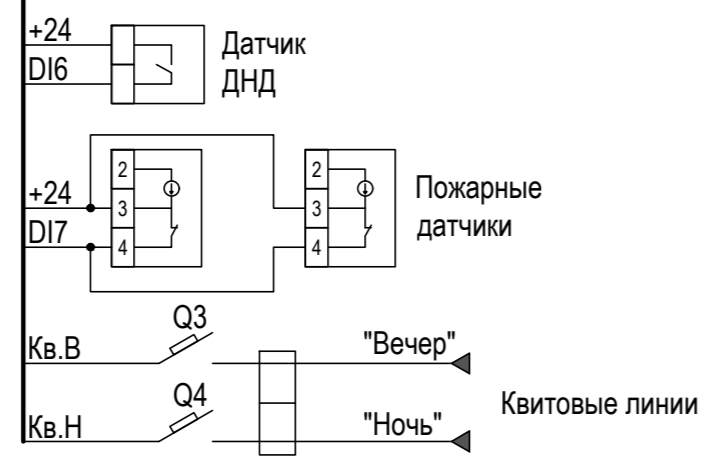 +24
DI6
Датчик
ДНД
+24
DI7
2
3
4
2
3
4
Пожарные
датчики
Кв.В
Q3
"Вечер"
Кв.Н
Q4
"Ночь"
Квитовые линии